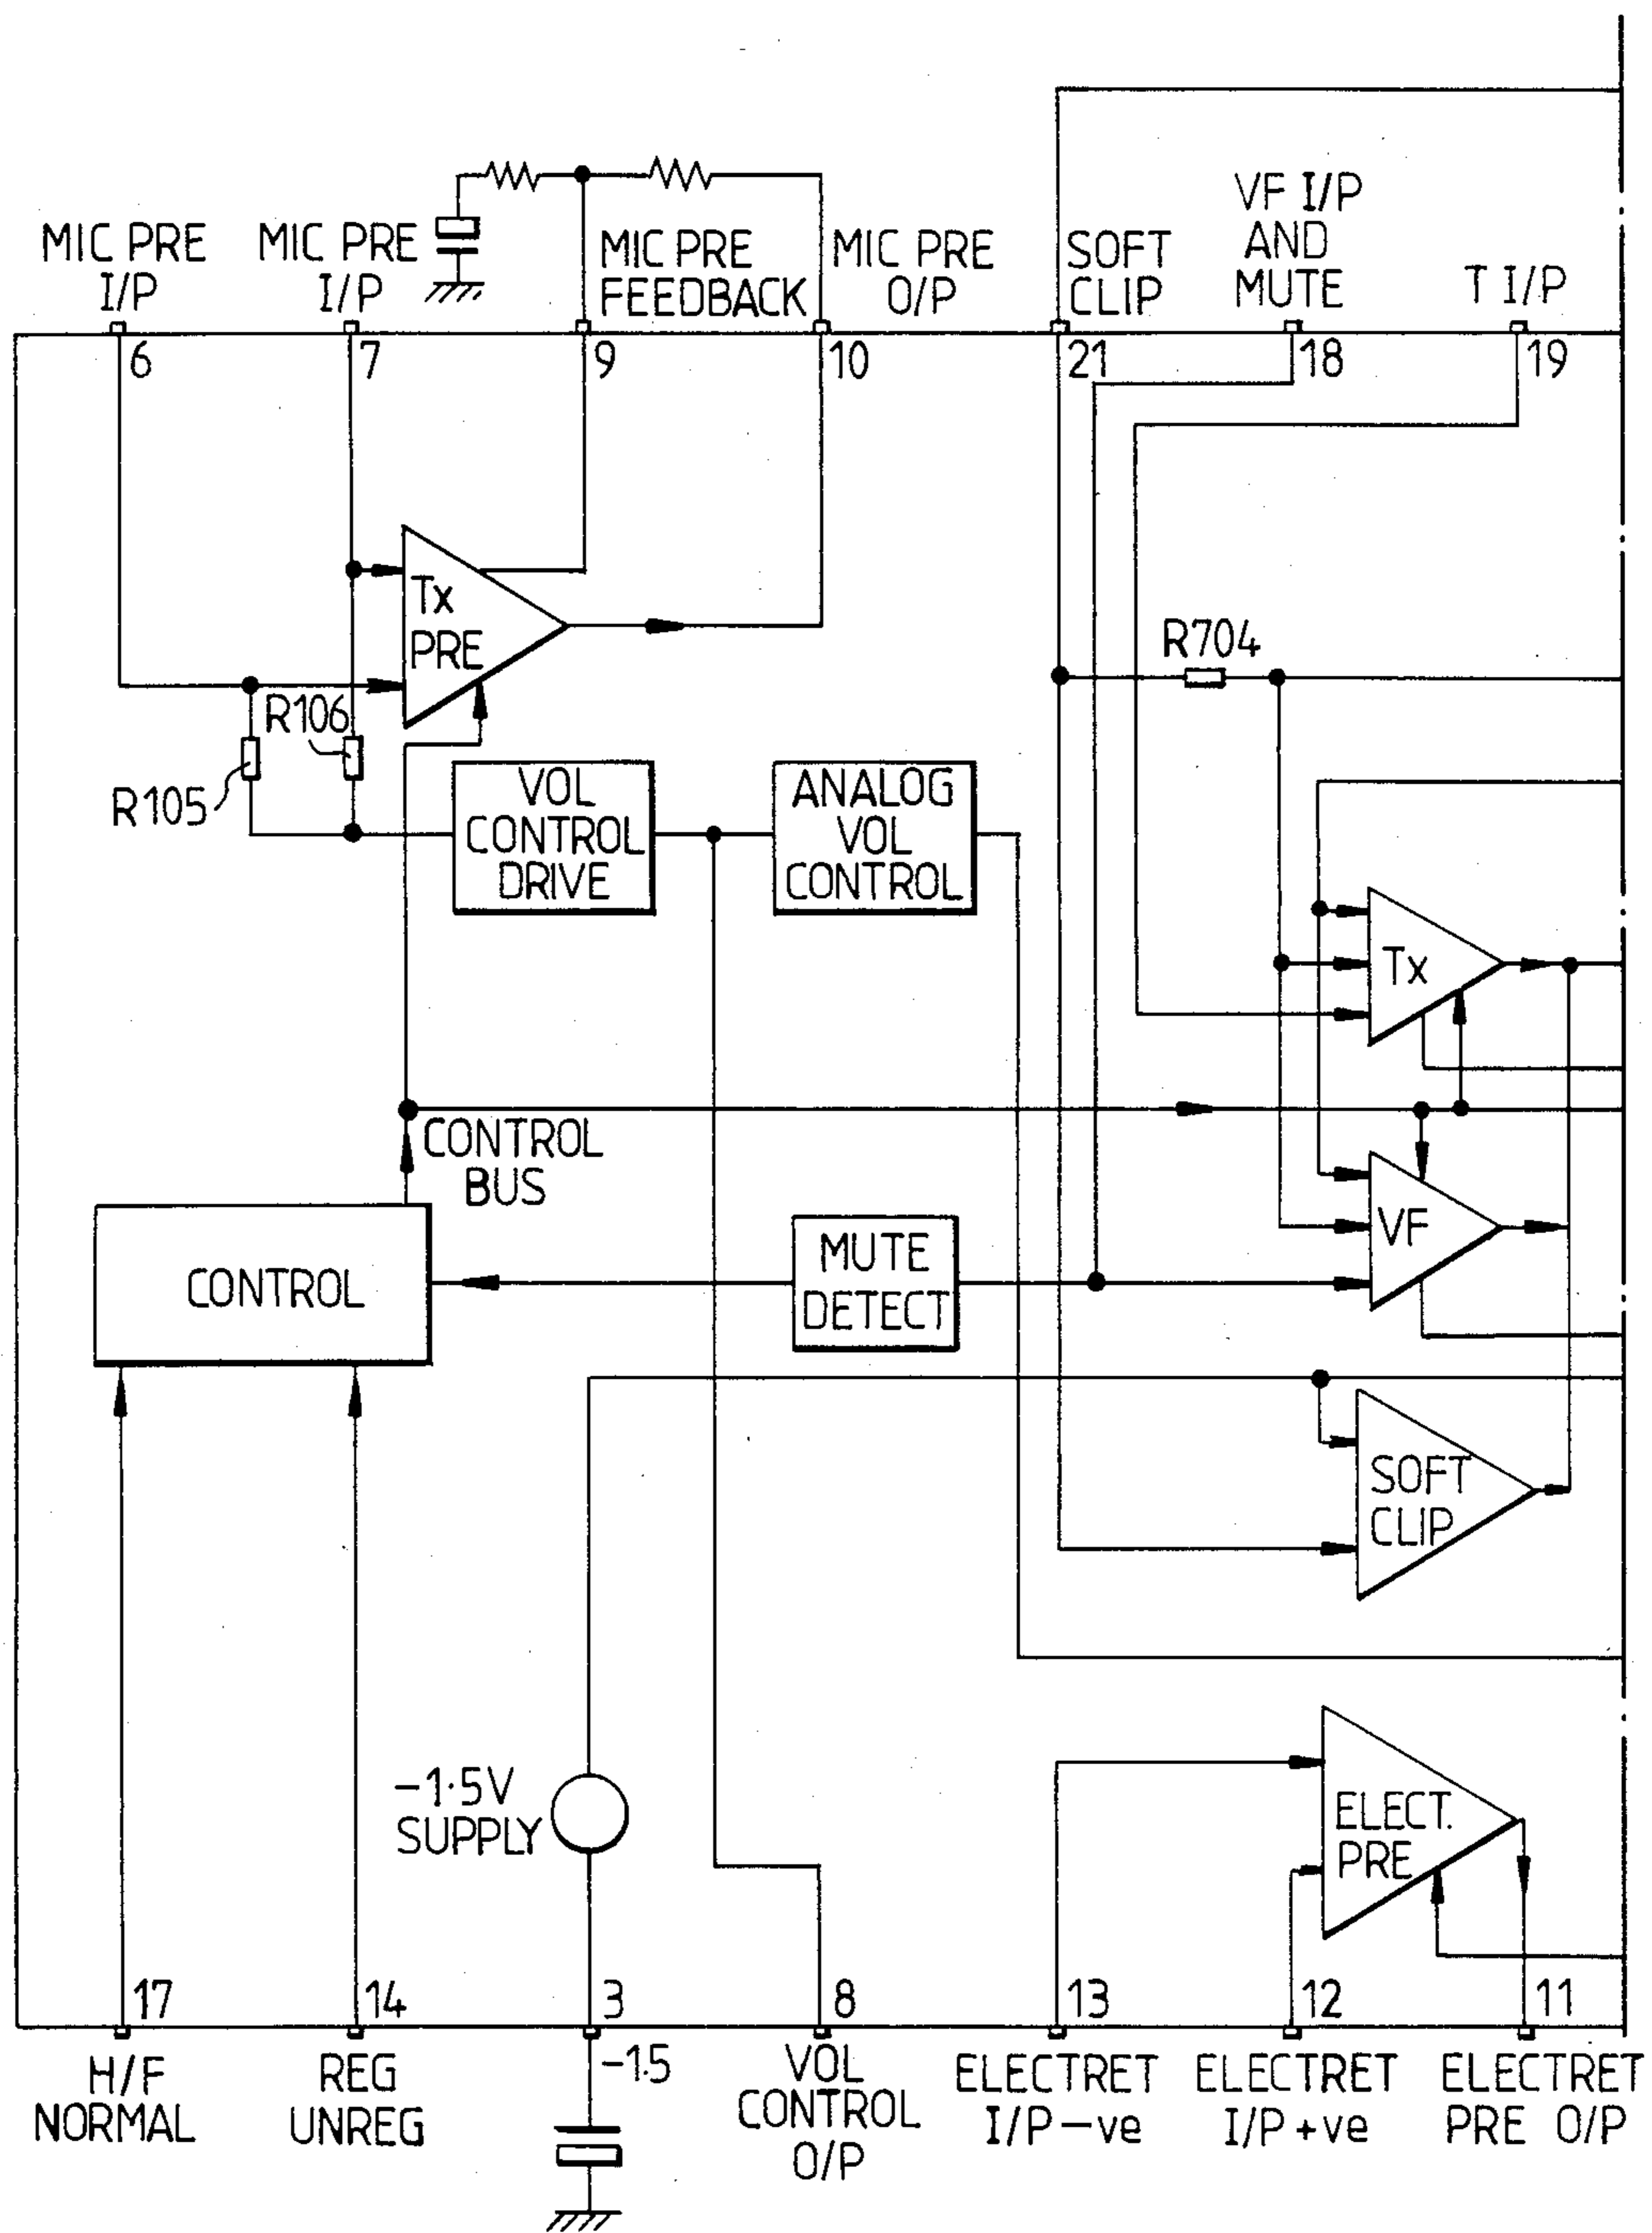 MIC PRE
I/P
MIC PRE
I/P
MIC PRE
FEEDBACK
MIC PRE
O/P
SOFT
CLIP
VF I/P
AND
MUTE
T I/P
6
7
9
10
21
18
19
Tx
PRE
R704
R106
R105
VOL
CONTROL
DRIVE
ANALOG
VOL
CONTROL
Tx
CONTROL
BUS
VF
CONTROL
MUTE
DETECT
SOFT
CLIP
-1·5V
SUPPLY
ELECT.
PRE
17
14
3
8
13
12
11
H/F
NORMAL
REG
UNREG
-1.5
VOL
CONTROL
O/P
ELECTRET
I/P -ve
ELECTRET
I/P +ve
ELECTRET
PRE O/P